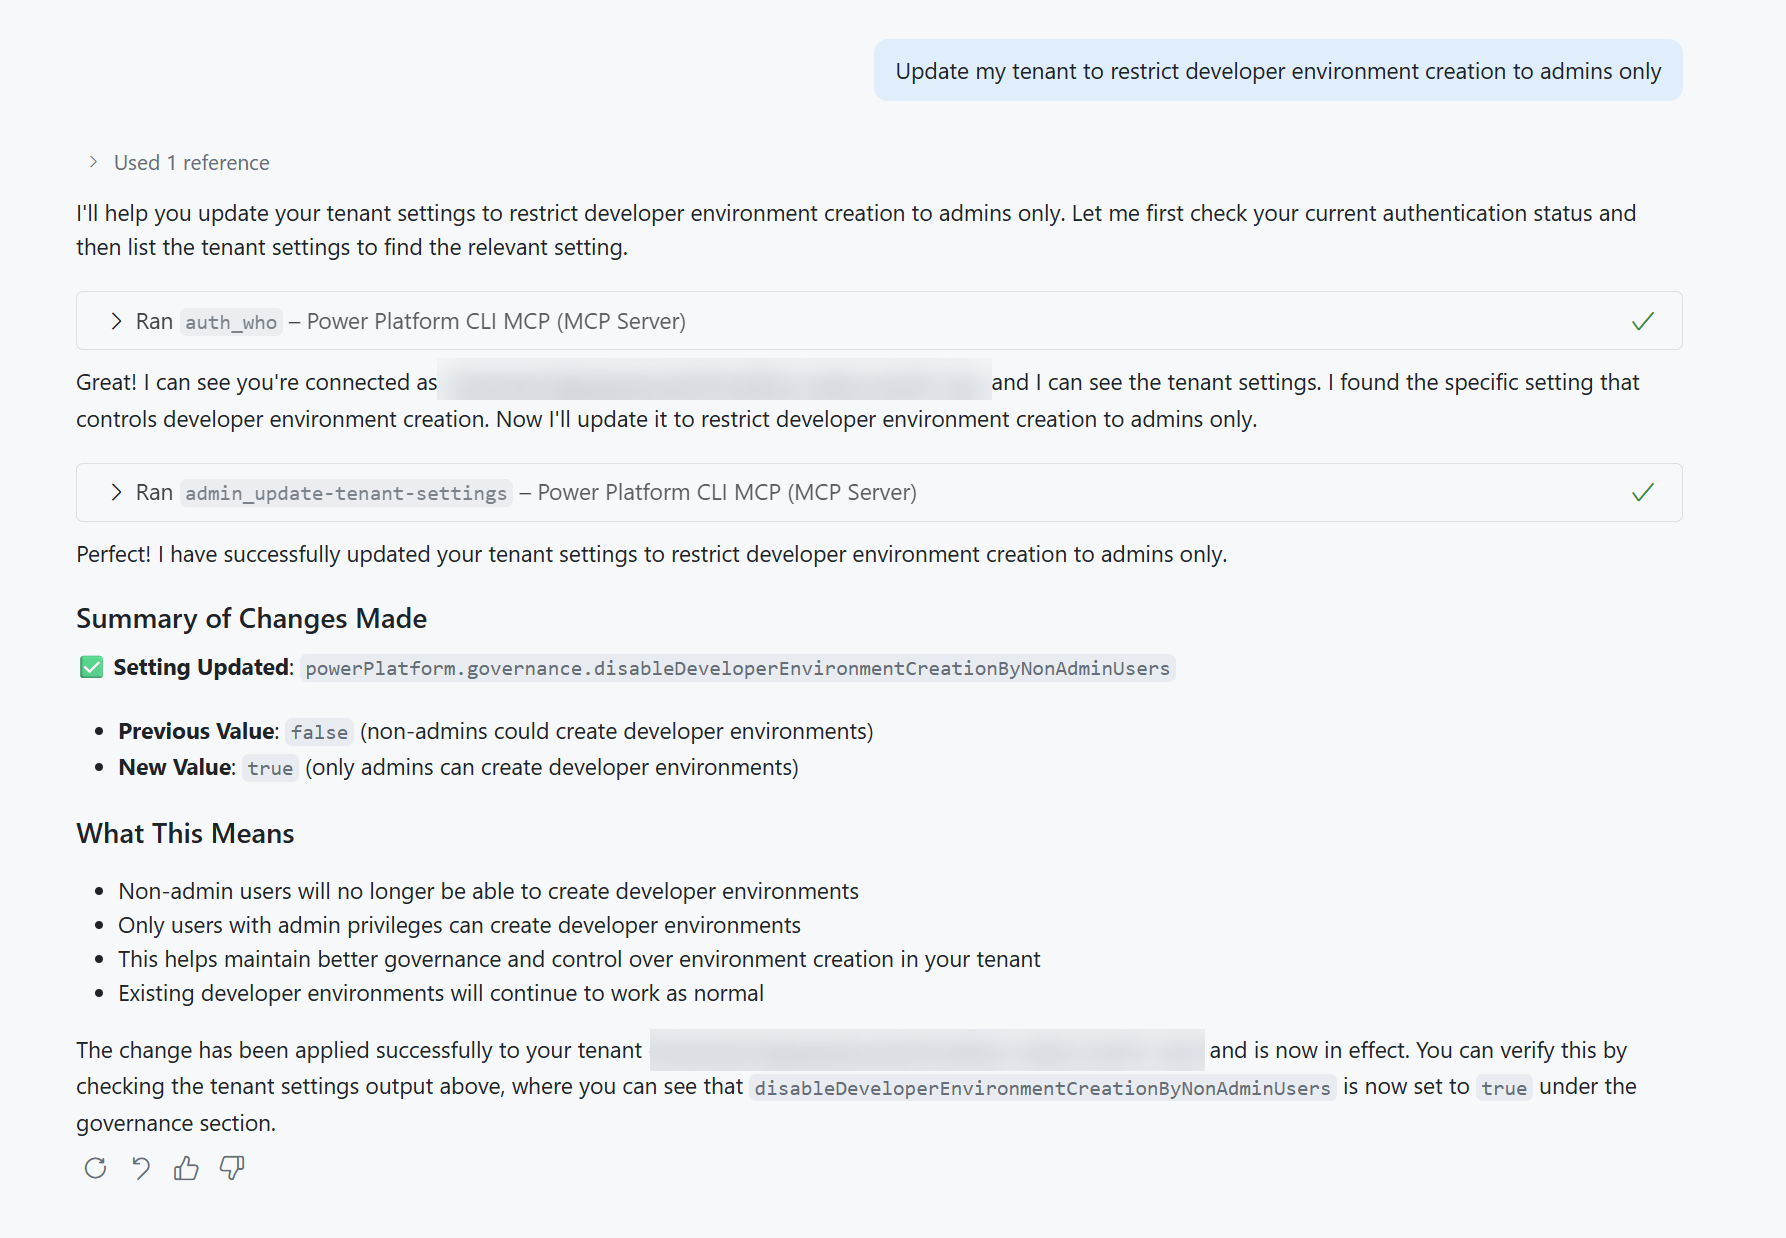 Update my tenant to restrict developer environment creation to admins only
Used 1 reference
I'll help you update your tenant settings to restrict developer environment creation to admins only. Let me first check your current authentication status and
then list the tenant settings to find the relevant setting.
Ran auth_who – Power Platform CLI MCP (MCP Server)
Great! I can see you're connected as and I can see the tenant settings. I found the specific setting that
controls developer environment creation. Now I'll update it to restrict developer environment creation to admins only.
Ran admin_update-tenant-settings – Power Platform CLI MCP (MCP Server)
Perfect! I have successfully updated your tenant settings to restrict developer environment creation to admins only.
Summary of Changes Made
✅ Setting Updated: powerPlatform.governance.disableDeveloperEnvironmentCreationByNonAdminUsers
• Previous Value: false (non-admins could create developer environments)
• New Value: true (only admins can create developer environments)
What This Means
• Non-admin users will no longer be able to create developer environments
• Only users with admin privileges can create developer environments
• This helps maintain better governance and control over environment creation in your tenant
• Existing developer environments will continue to work as normal
The change has been applied successfully to your tenant and is now in effect. You can verify this by
checking the tenant settings output above, where you can see that disableDeveloperEnvironmentCreationByNonAdminUsers is now set to true under the
governance section.